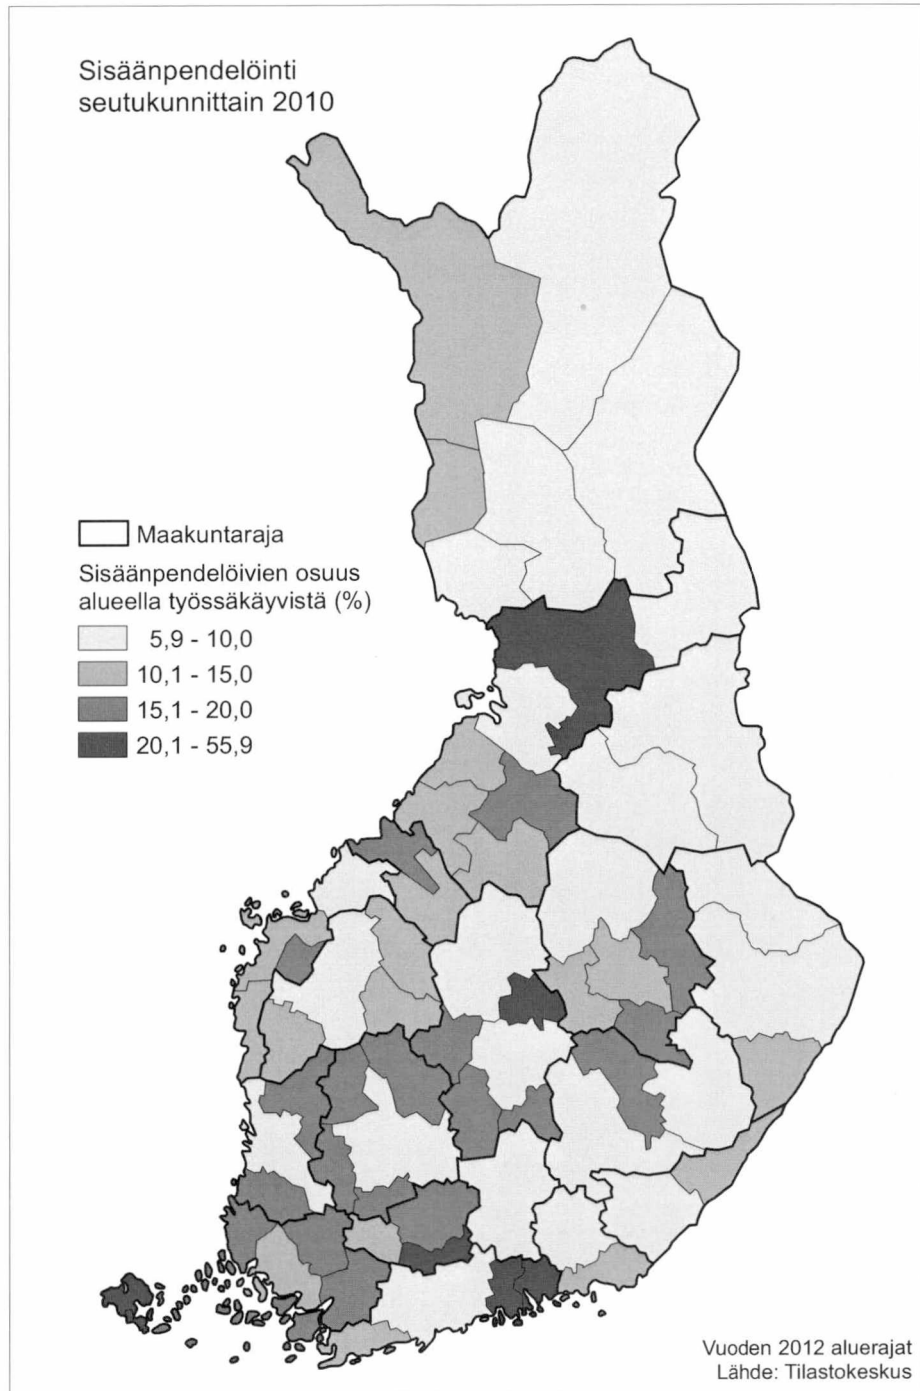 Sisäänpendelöinti
seutukunnittain 2010
Maakuntaraja
Sisäänpendelöivien osuus
alueella työssäkäyvistä (%)
5,9 - 10,0
10,1 - 15,0
15,1 - 20,0
20,1 - 55,9
Vuoden 2012 aluerajat
Lähde: Tilastokeskus